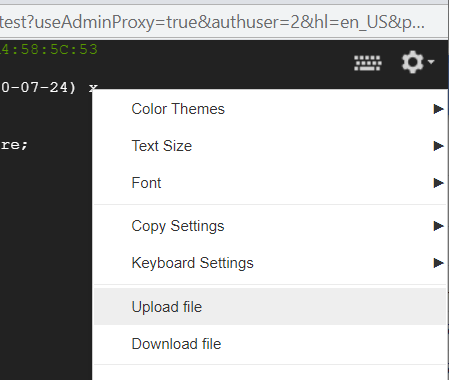 test?useAdminProxy=true&authuser=2&hl=en_US&p...
4:58:5C:53
0-07-24) x
re;
Color Themes
Text Size
Font
Copy Settings
Keyboard Settings
Upload file
Download file